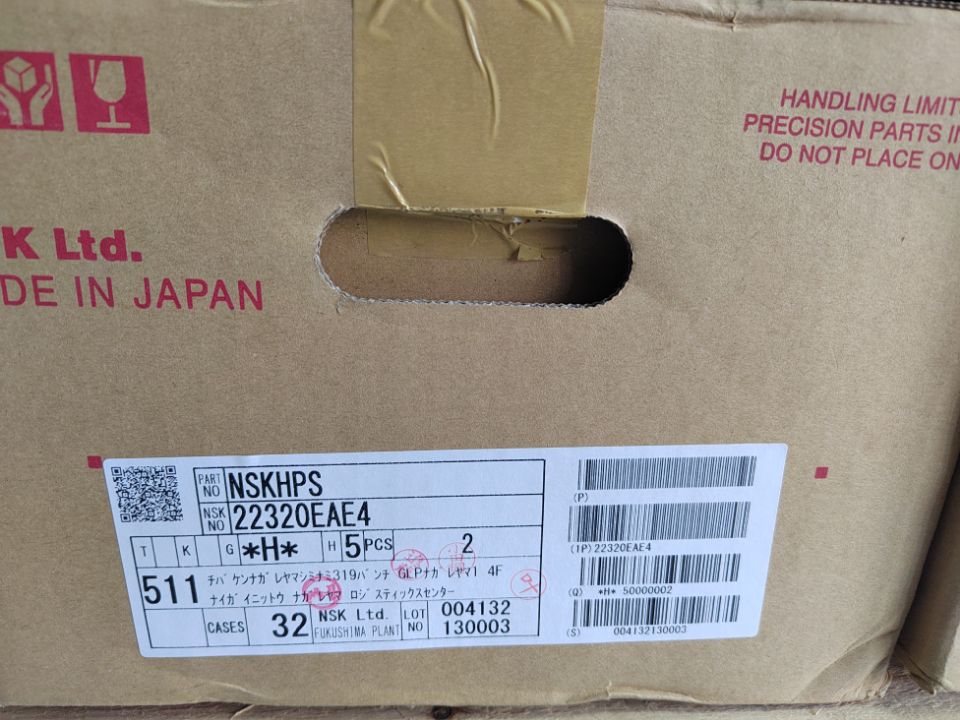 HANDLING LIMIT
PRECISION PARTS IN
DO NOT PLACE ON
SK Ltd.
DE IN JAPAN
PART NO NSKHPS
NSK NO 22320EAE4
T K G *H* H 5 PCS 2
511 チバケンナガレヤマシミナミ319バンチ GLPナガレヤマ1 4F
ナイガイニットウ ナガレヤマ ロジスティックスセンター
CASES 32 NSK Ltd. FUKUSHIMA PLANT LOT NO 004132 130003
(P)
(1P) 22320EAE4
(Q) *H* 50000002
(S) 004132130003